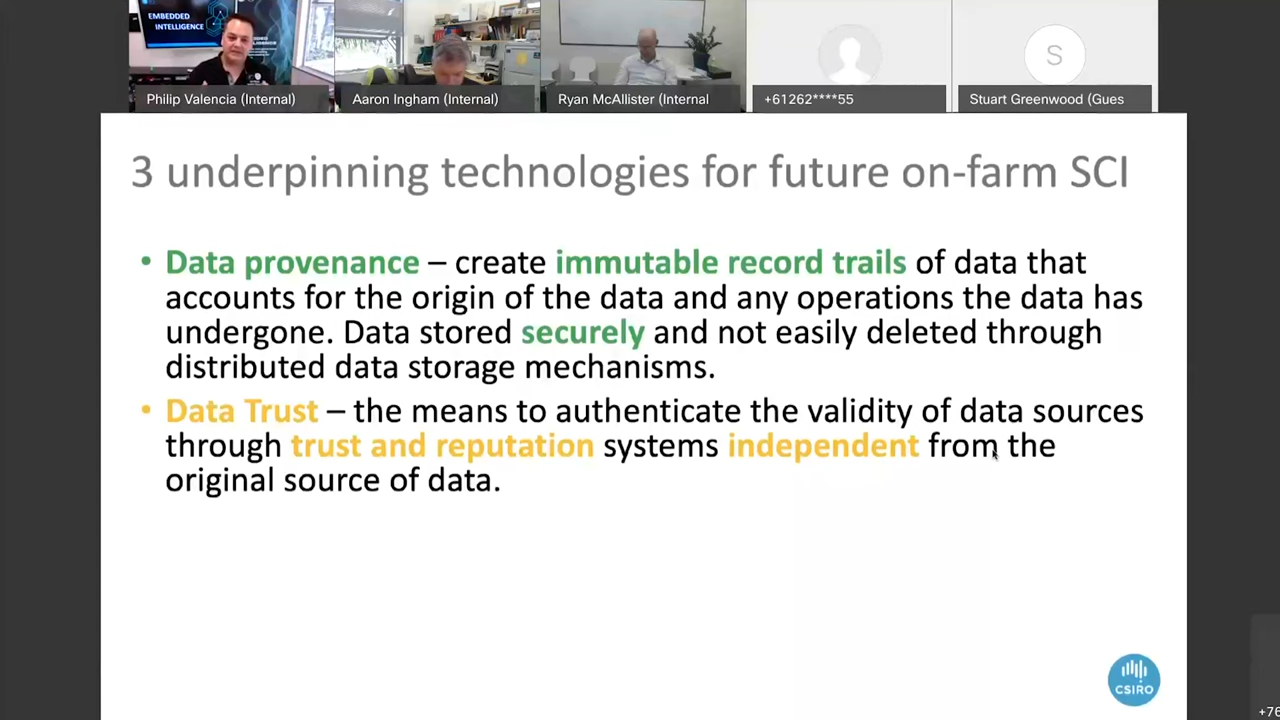 EMBEDDED
INTELLIGENCE
Philip Valencia (Internal)
Aaron Ingham (Internal)
Ryan McAllister (Internal
+61262****55
S
Stuart Greenwood (Gues
3 underpinning technologies for future on-farm SCI
• Data provenance – create immutable record trails of data that
accounts for the origin of the data and any operations the data has
undergone. Data stored securely and not easily deleted through
distributed data storage mechanisms.
• Data Trust – the means to authenticate the validity of data sources
through trust and reputation systems independent from the
original source of data.
CSIRO
+76